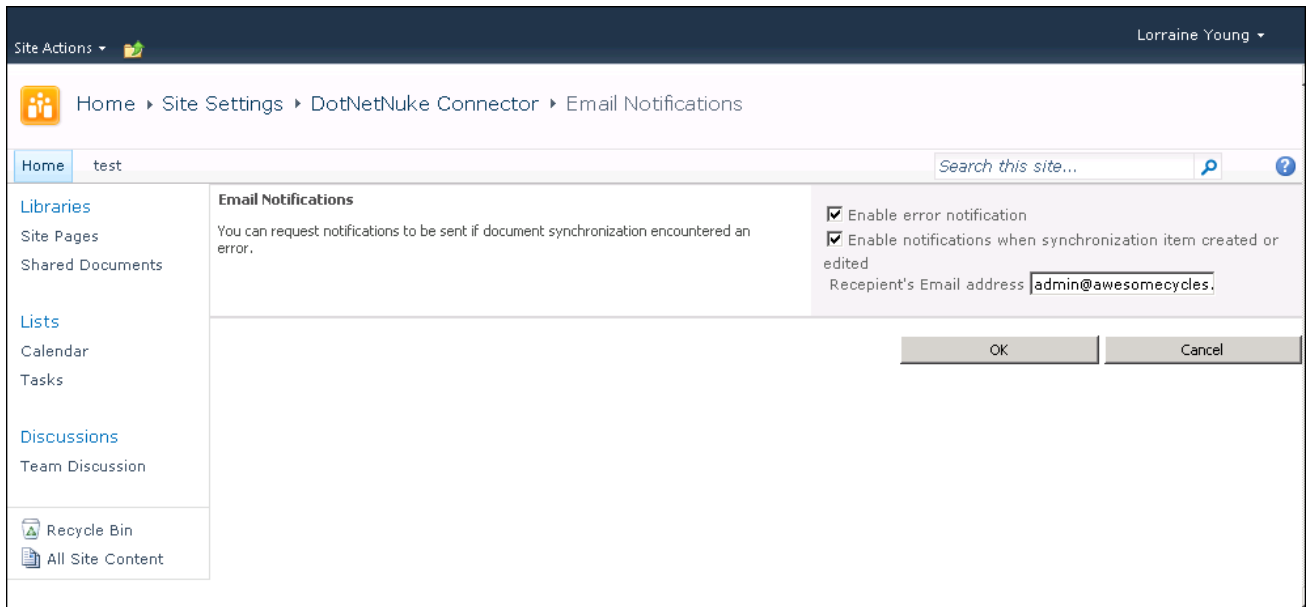 Lorraine Young
Site Actions
Home Site Settings DotNetNuke Connector Email Notifications
Home test Search this site...
Libraries
Site Pages
Shared Documents
Lists
Calendar
Tasks
Discussions
Team Discussion
Recycle Bin
All Site Content
Email Notifications
You can request notifications to be sent if document synchronization encountered an
error.
Enable error notification
Enable notifications when synchronization item created or
edited
Recepient's Email address admin@awesomecycles.
OK Cancel